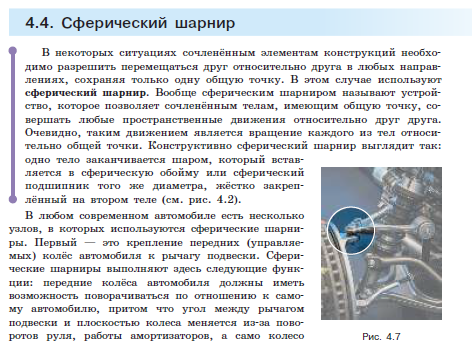 4.4. Сферический шарнир
В некоторых ситуациях сочленённым элементам конструкций необхо-
димо разрешить перемещаться друг относительно друга в любых направ-
лениях, сохраняя только одну общую точку. В этом случае используют
сферический шарнир. Вообще сферическим шарниром называют устрой-
ство, которое позволяет сочленённым телам, имеющим общую точку, со-
вершать любые пространственные движения относительно друг друга.
Очевидно, таким движением является вращение каждого из тел относи-
тельно общей точки. Конструктивно сферический шарнир выглядит так:
одно тело заканчивается шаром, который встав-
ляется в сферическую обойму или сферический
подшипник того же диаметра, жёстко закреп-
лённый на втором теле (см. рис. 4.2).
В любом современном автомобиле есть несколько
узлов, в которых используются сферические шарни-
ры. Первый — это крепление передних (управляе-
мых) колёс автомобиля к рычагу подвески. Сфери-
ческие шарниры выполняют здесь следующие функ-
ции: передние колёса автомобиля должны иметь
возможность поворачиваться по отношению к само-
му автомобилю, притом что угол между рычагом
подвески и плоскостью колеса меняется из-за пово-
ротов руля, работы амортизаторов, а само колесо
Рис. 4.7